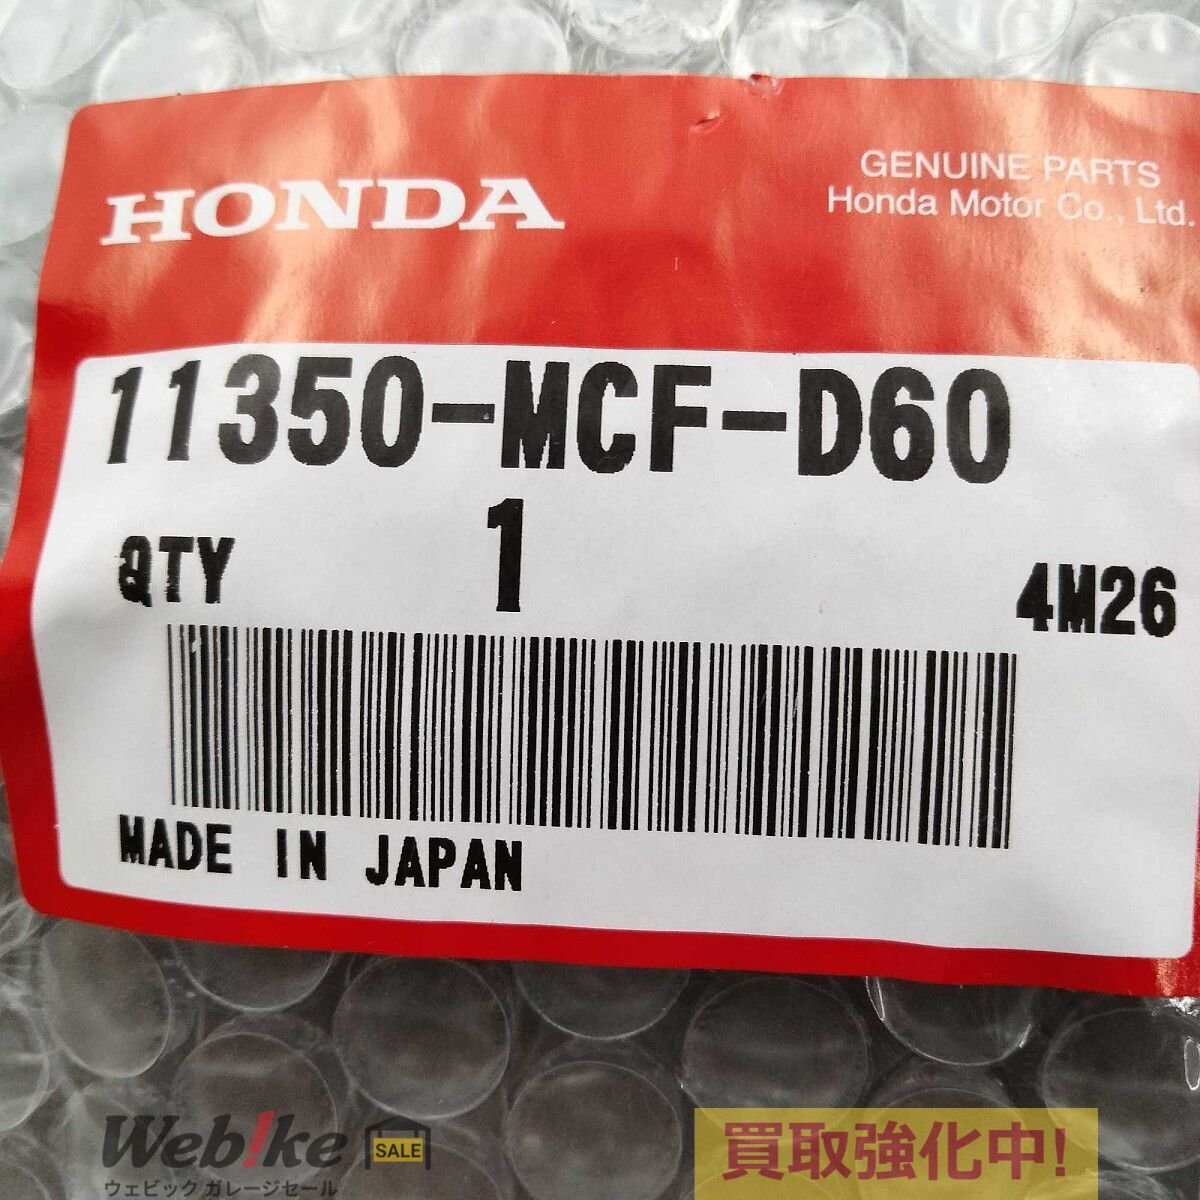 HONDA
GENUINE PARTS
Honda Motor Co., Ltd.
11350-MCF-D60
QTY 1 4M26
MADE IN JAPAN
Web!ke SALE
ウェビック ガレージセール
買取強化中!